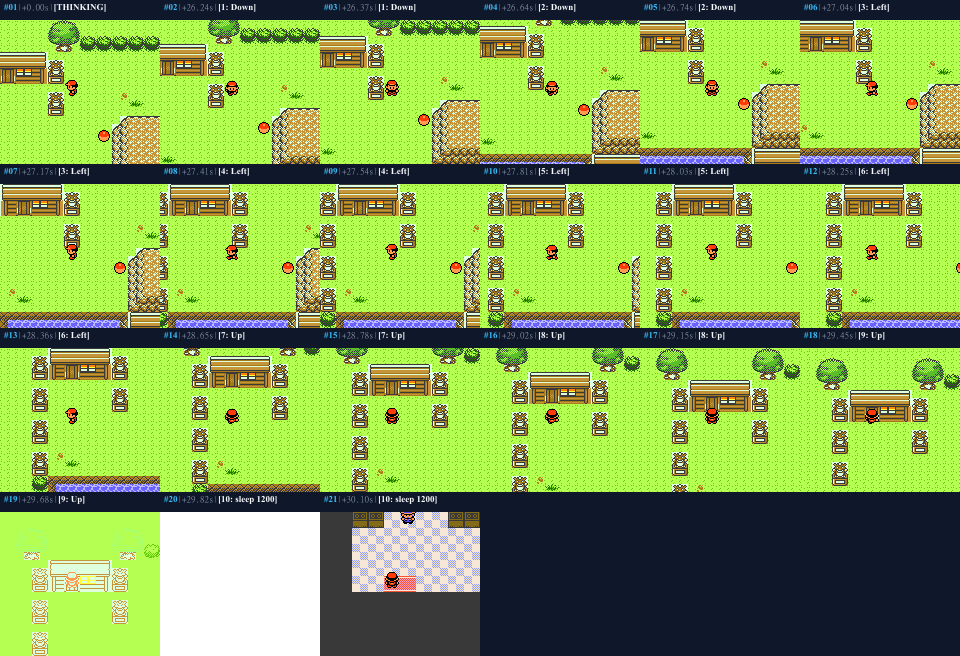 #01|+0.00s|[THINKING]
#02|+26.24s|[1: Down]
#03|+26.37s|[1: Down]
#04|+26.64s|[2: Down]
#05|+26.74s|[2: Down]
#06|+27.04s|[3: Left]
#07|+27.17s|[3: Left]
#08|+27.41s|[4: Left]
#09|+27.54s|[4: Left]
#10|+27.81s|[5: Left]
#11|+28.03s|[5: Left]
#12|+28.25s|[6: Left]
#13|+28.36s|[6: Left]
#14|+28.65s|[7: Up]
#15|+28.78s|[7: Up]
#16|+29.02s|[8: Up]
#17|+29.15s|[8: Up]
#18|+29.45s|[9: Up]
#19|+29.68s|[9: Up]
#20|+29.82s|[10: sleep 1200]
#21|+30.10s|[10: sleep 1200]